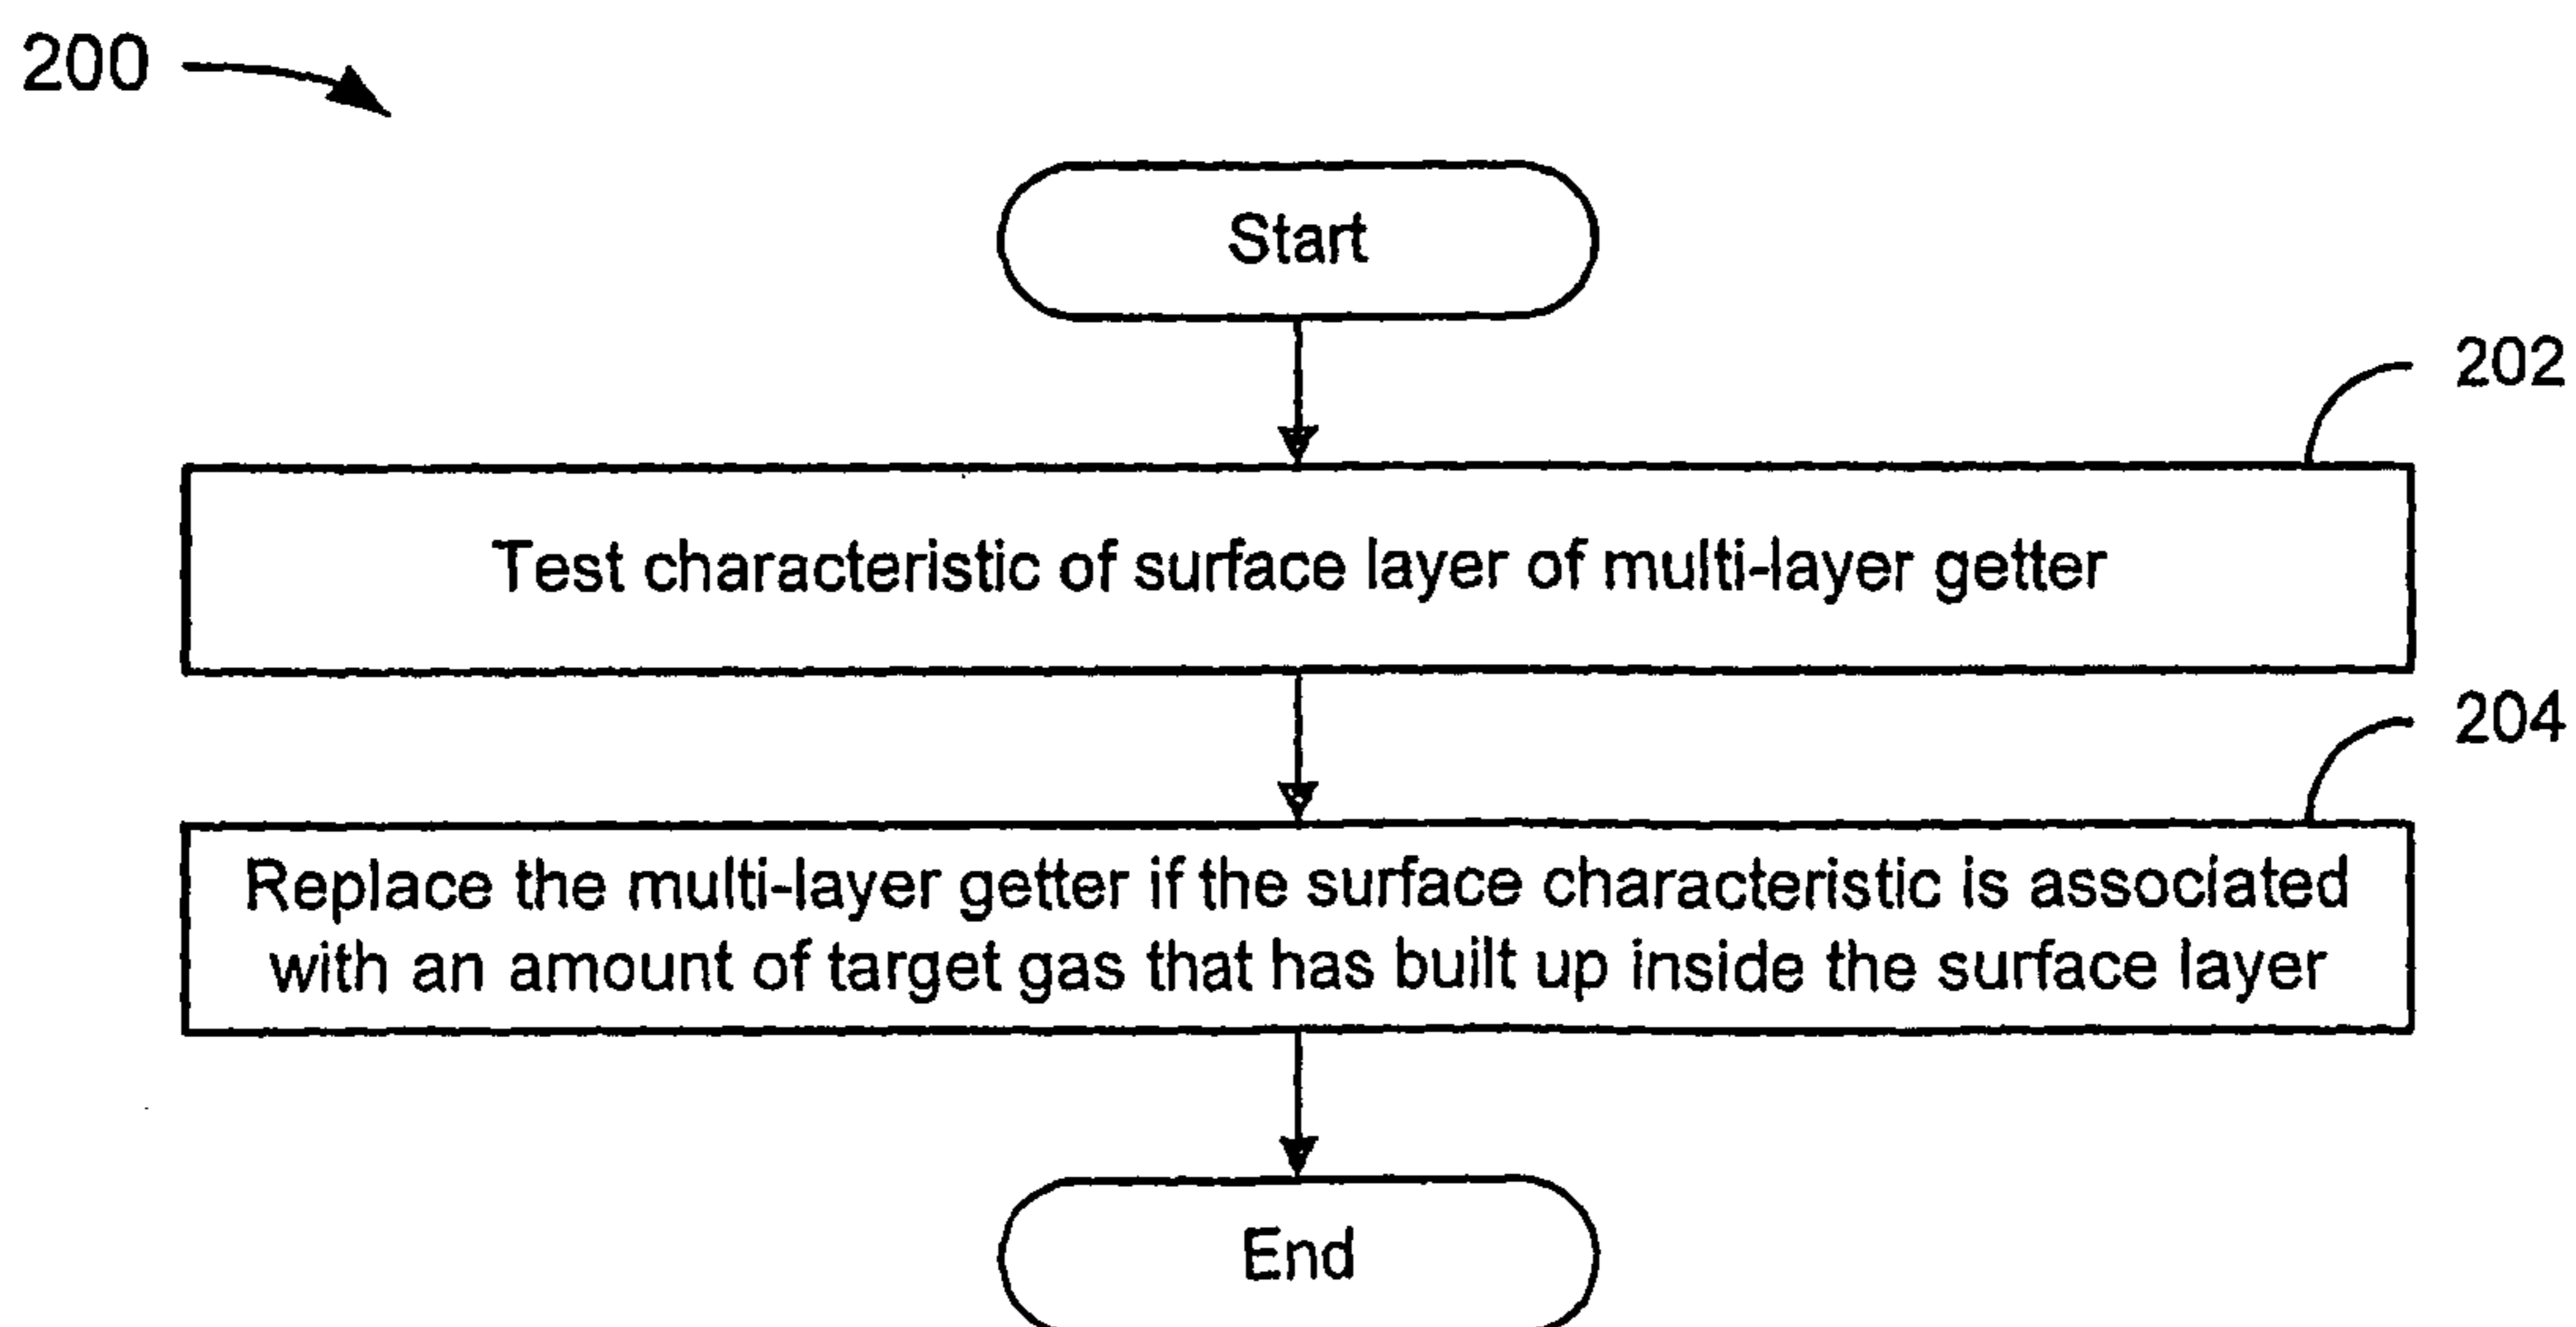 200
Start
202
Test characteristic of surface layer of multi-layer getter
204
Replace the multi-layer getter if the surface characteristic is associated
with an amount of target gas that has built up inside the surface layer
End